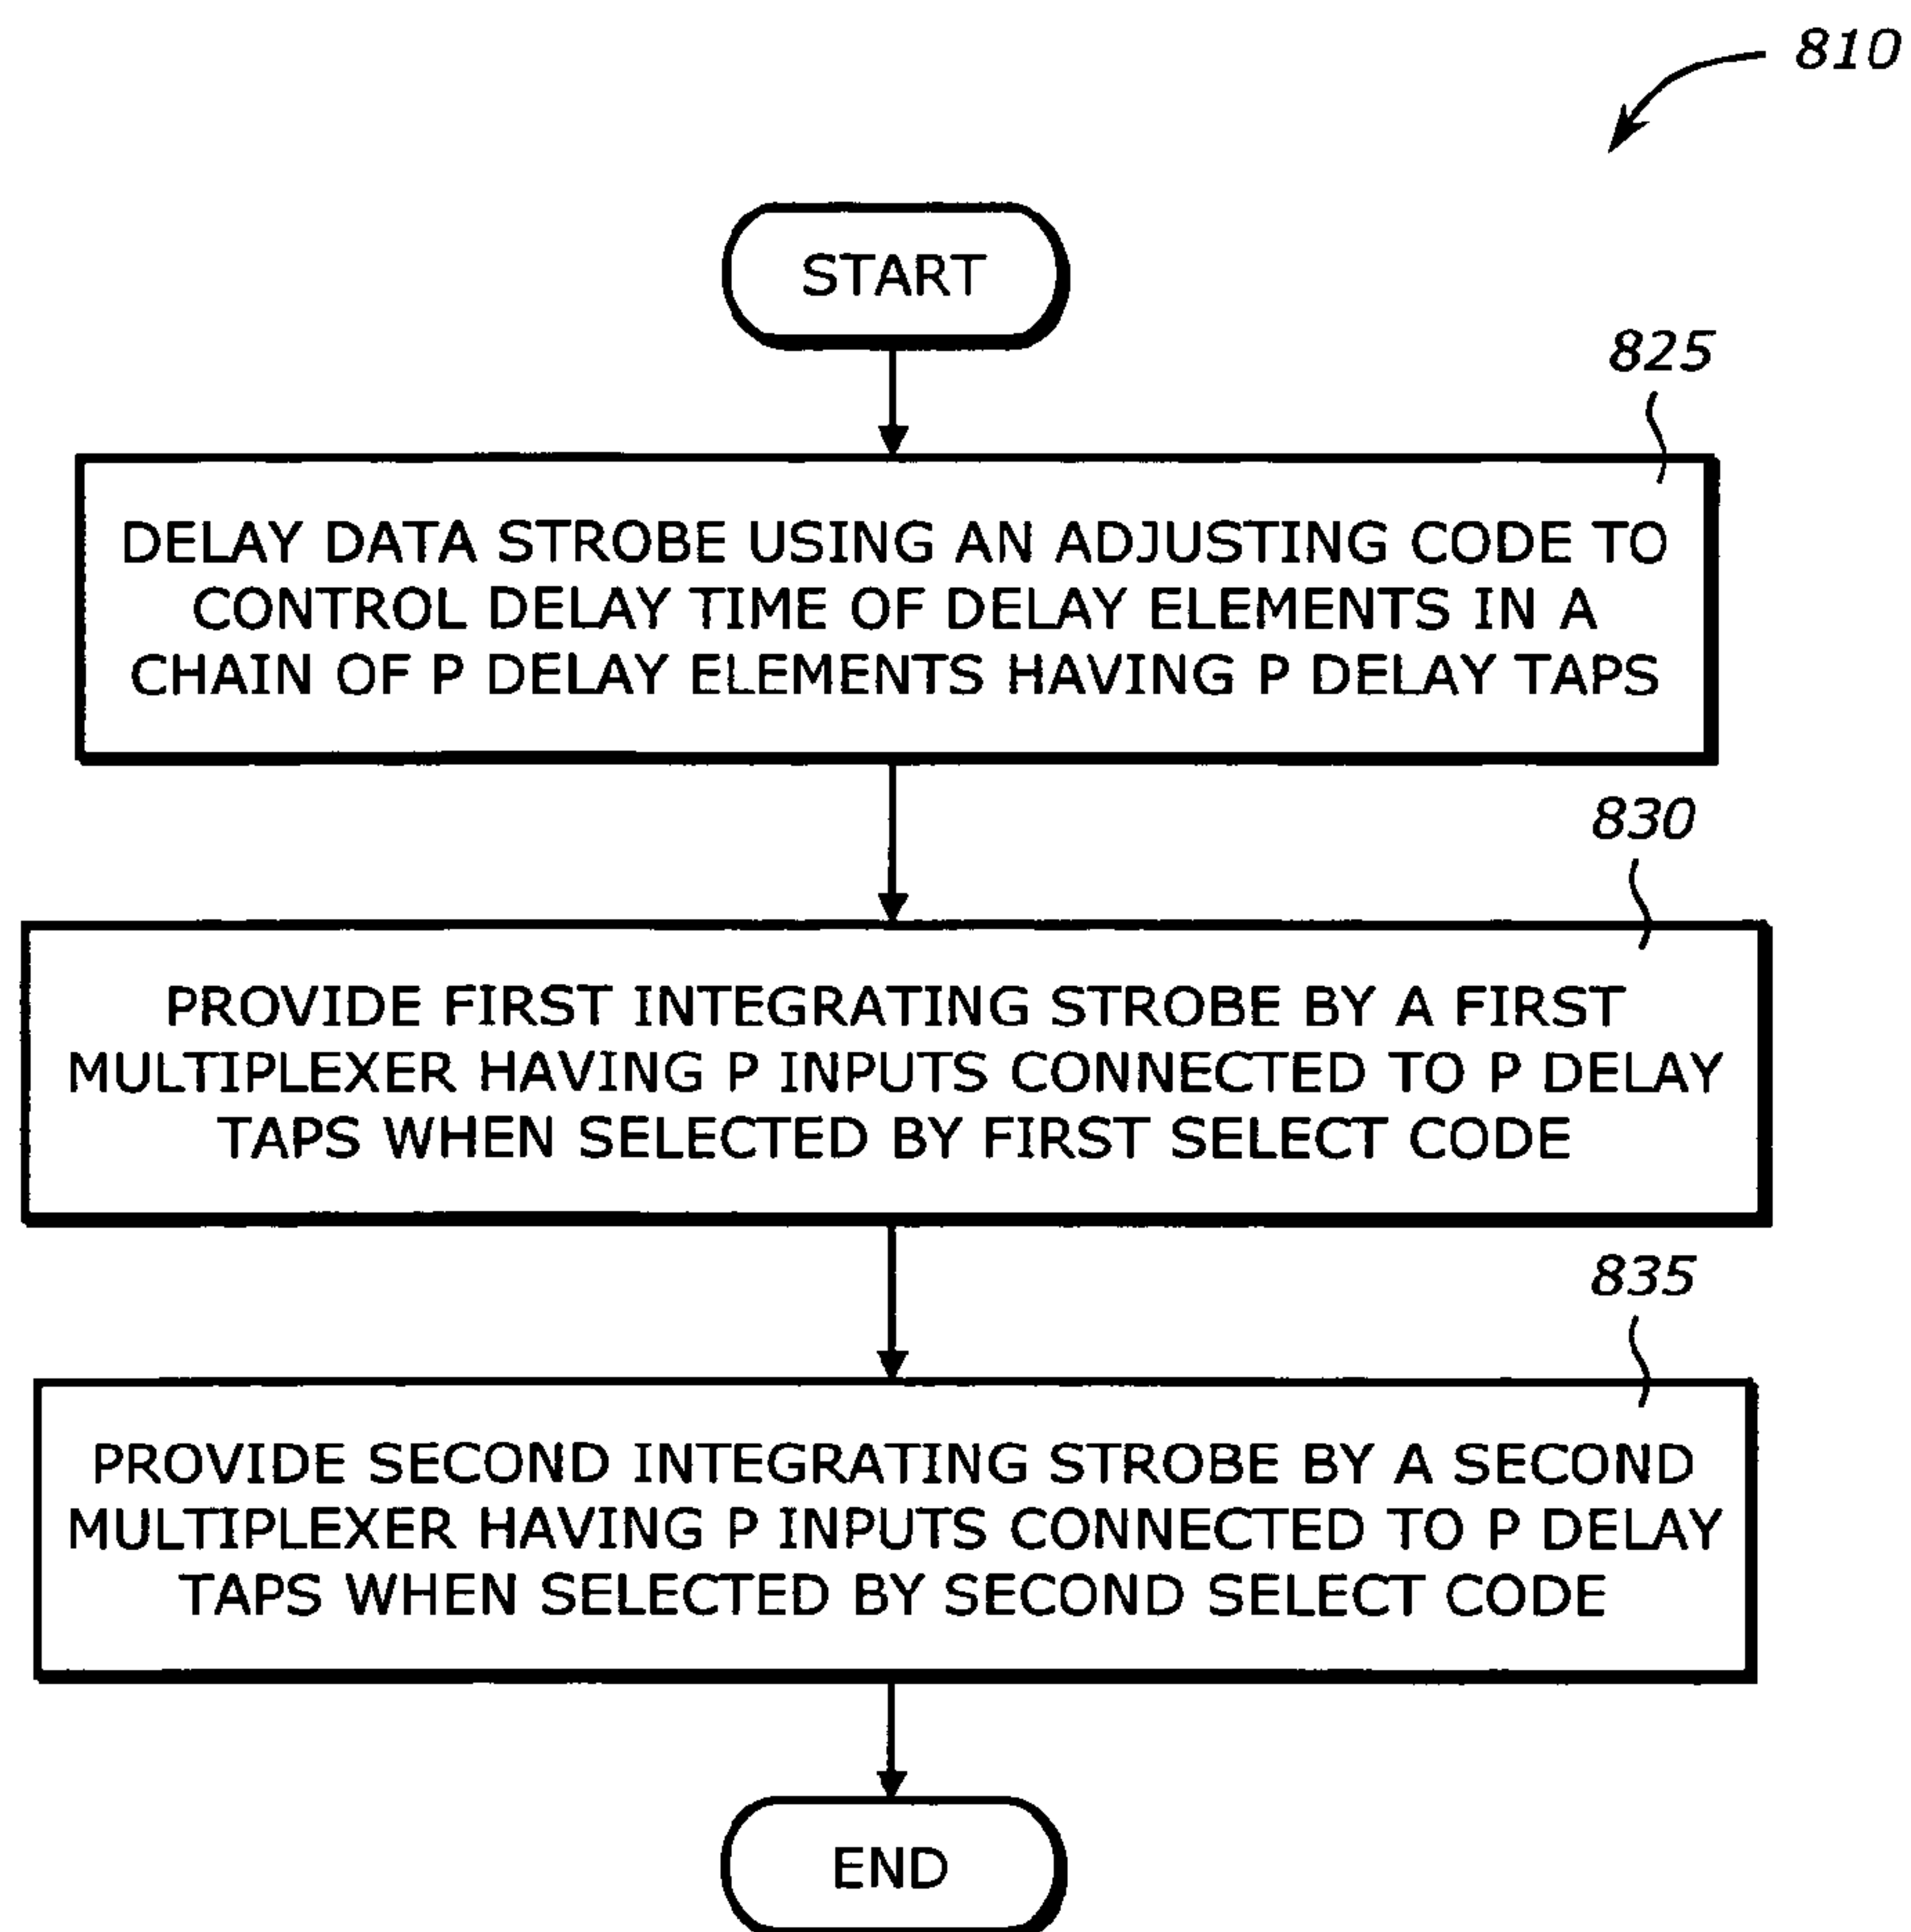 810
START
825
DELAY DATA STROBE USING AN ADJUSTING CODE TO
CONTROL DELAY TIME OF DELAY ELEMENTS IN A
CHAIN OF P DELAY ELEMENTS HAVING P DELAY TAPS
830
PROVIDE FIRST INTEGRATING STROBE BY A FIRST
MULTIPLEXER HAVING P INPUTS CONNECTED TO P DELAY
TAPS WHEN SELECTED BY FIRST SELECT CODE
835
PROVIDE SECOND INTEGRATING STROBE BY A SECOND
MULTIPLEXER HAVING P INPUTS CONNECTED TO P DELAY
TAPS WHEN SELECTED BY SECOND SELECT CODE
END